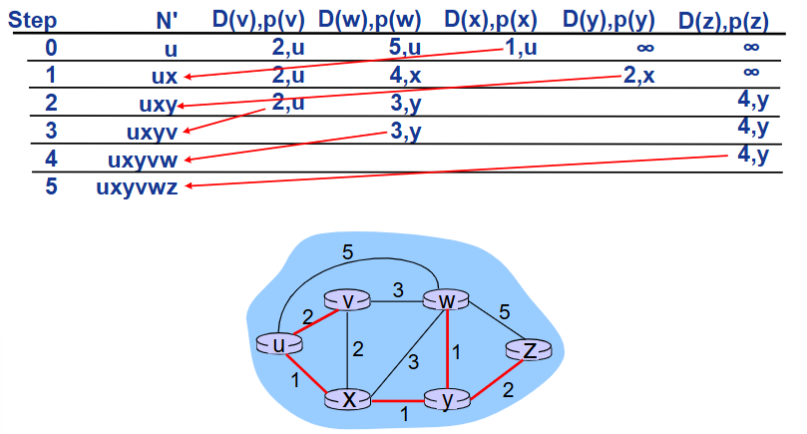 Step N' D(v),p(v) D(w),p(w) D(x),p(x) D(y),p(y) D(z),p(z)
0 u 2,u 5,u 1,u ∞ ∞
1 ux 2,u 4,x 2,x ∞
2 uxy 2,u 3,y 4,y
3 uxyv 3,y 4,y
4 uxyvw 4,y
5 uxyvwz
5
v 3 w
2 5
u 2 3 1 z
1 2
x 1 y